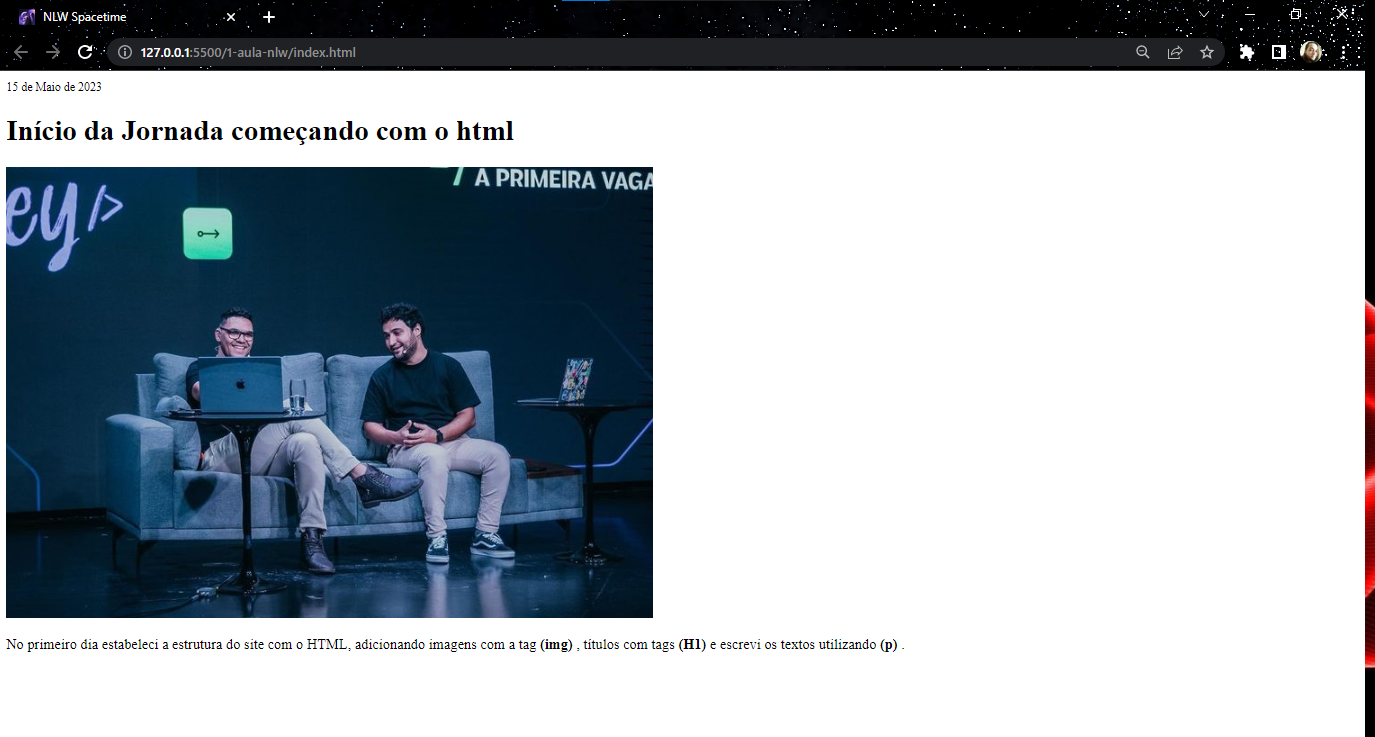 NLW Spacetime
127.0.0.1:5500/1-aula-nlw/index.html
15 de Maio de 2023
Início da Jornada começando com o html
ey/>
A PRIMEIRA VAGA
No primeiro dia estabeleci a estrutura do site com o HTML, adicionando imagens com a tag (img) , títulos com tags (H1) e escrevi os textos utilizando (p) .